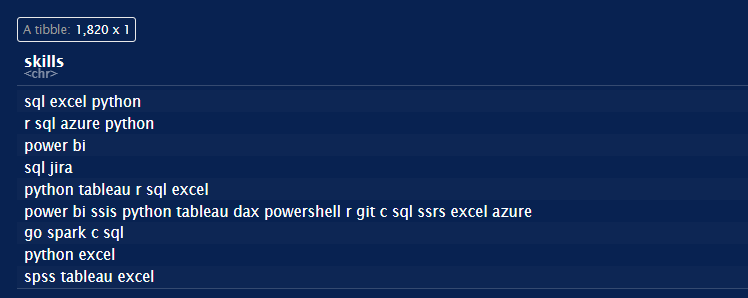 A tibble: 1,820 x 1
skills
<chr>
sql excel python
r sql azure python
power bi
sql jira
python tableau r sql excel
power bi ssis python tableau dax powershell r git c sql ssrs excel azure
go spark c sql
python excel
spss tableau excel